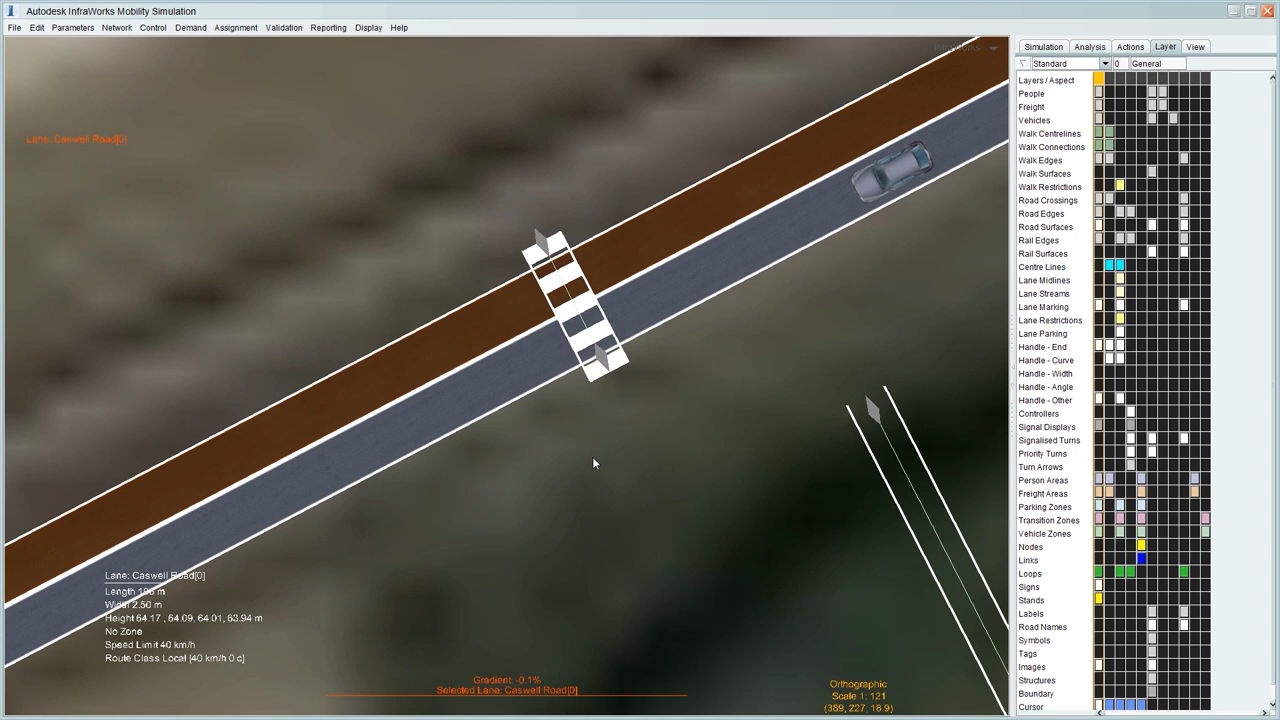 Autodesk InfraWorks Mobility Simulation
File Edit Parameters Network Control Demand Assignment Validation Reporting Display Help
Simulation Analysis Actions Layer View
Standard 0 General
Layers / Aspect
People
Freight
Vehicles
Walk Centrelines
Walk Connections
Walk Edges
Walk Surfaces
Walk Restrictions
Road Crossings
Road Edges
Road Surfaces
Rail Edges
Rail Surfaces
Centre Lines
Lane Midlines
Lane Streams
Lane Marking
Lane Restrictions
Lane Parking
Handle - End
Handle - Curve
Handle - Width
Handle - Angle
Handle - Other
Controllers
Signal Displays
Signalised Turns
Priority Turns
Turn Arrows
Person Areas
Freight Areas
Parking Zones
Transition Zones
Vehicle Zones
Nodes
Links
Loops
Signs
Stands
Labels
Road Names
Symbols
Tags
Images
Structures
Boundary
Cursor
Lane: Caswell Road[0]
Lane: Caswell Road[0]
Length m
Width 2.50 m
Height 64.17 , 64.09, 64.01, 63.94 m
No Zone
Speed Limit 40 km/h
Route Class Local [40 km/h 0 c]
Gradient: -0.1%
Selected Lane: Caswell Road[0]
Orthographic
Scale 1: 121
(389, 227, 18.9)